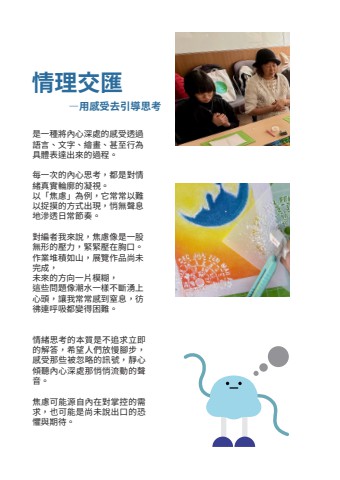 情理交匯
—用感受去引導思考
是一種將內心深處的感受透過
語言、文字、繪畫、甚至行為
具體表達出來的過程。
每一次的內心思考，都是對情
緒真實輪廓的凝視。
以「焦慮」為例，它常常以難
以捉摸的方式出現，悄無聲息
地滲透日常節奏。
對編者我來說，焦慮像是一股
無形的壓力，緊緊壓在胸口。
作業堆積如山，展覽作品尚未
完成，
未來的方向一片模糊，
這些問題像潮水一樣不斷湧上
心頭，讓我常常感到窒息，彷
彿連呼吸都變得困難。
情緒思考的本質是不追求立即
的解答，希望人們放慢腳步，
感受那些被忽略的訊號，靜心
傾聽內心深處那悄悄流動的聲
音。
焦慮可能源自內在對掌控的需
求，也可能是尚未說出口的恐
懼與期待。